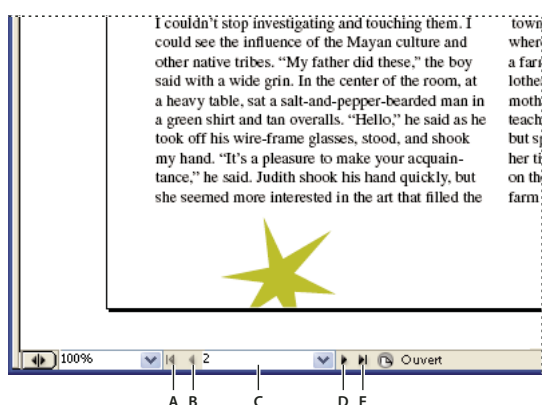 I couldn't stop investigating and touching them. I
could see the influence of the Mayan culture and
other native tribes. “My father did these,” the boy
said with a wide grin. In the center of the room, at
a heavy table, sat a salt-and-pepper-bearded man in
a green shirt and tan overalls. “Hello,” he said as he
took off his wire-frame glasses, stood, and shook
my hand. “It’s a pleasure to make your acquain-
tance,” he said. Judith shook his hand quickly, but
she seemed more interested in the art that filled the
town
wher
a farr
lothe
moth
teach
but sp
her ti
on th
farm
100%
2
Ouvert
A B C D E